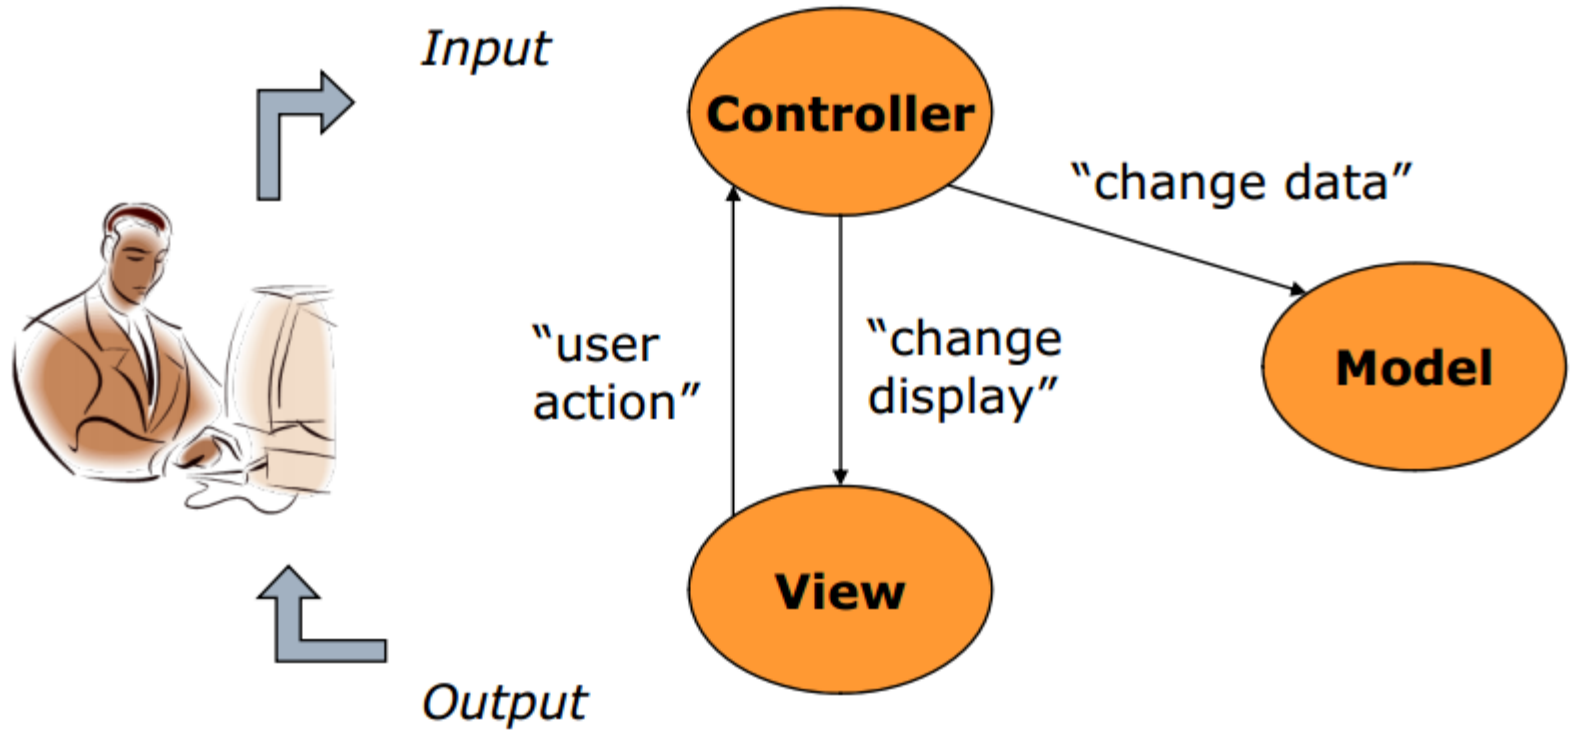 Input
Controller
“change data”
“user
action”
“change
display”
Model
View
Output